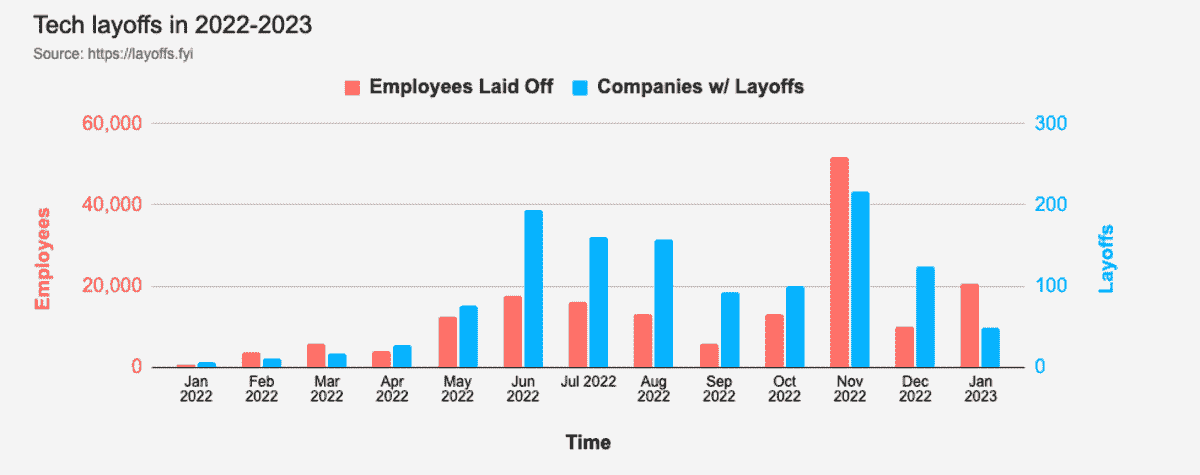 Tech layoffs in 2022-2023
Source: https://layoffs.fyi
Employees Laid Off Companies w/ Layoffs
60,000 300
40,000 200
20,000 100
0 0
Employees
Layoffs
Jan Feb Mar Apr May Jun Jul 2022 Aug Sep Oct Nov Dec Jan
2022 2022 2022 2022 2022 2022 2022 2022 2022 2022 2022 2023
Time